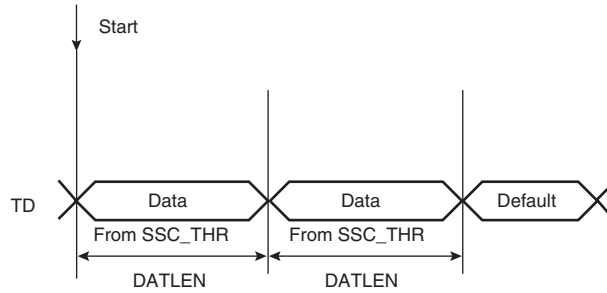 Start
TD
Data
Data
Default
From SSC_THR
From SSC_THR
DATLEN
DATLEN